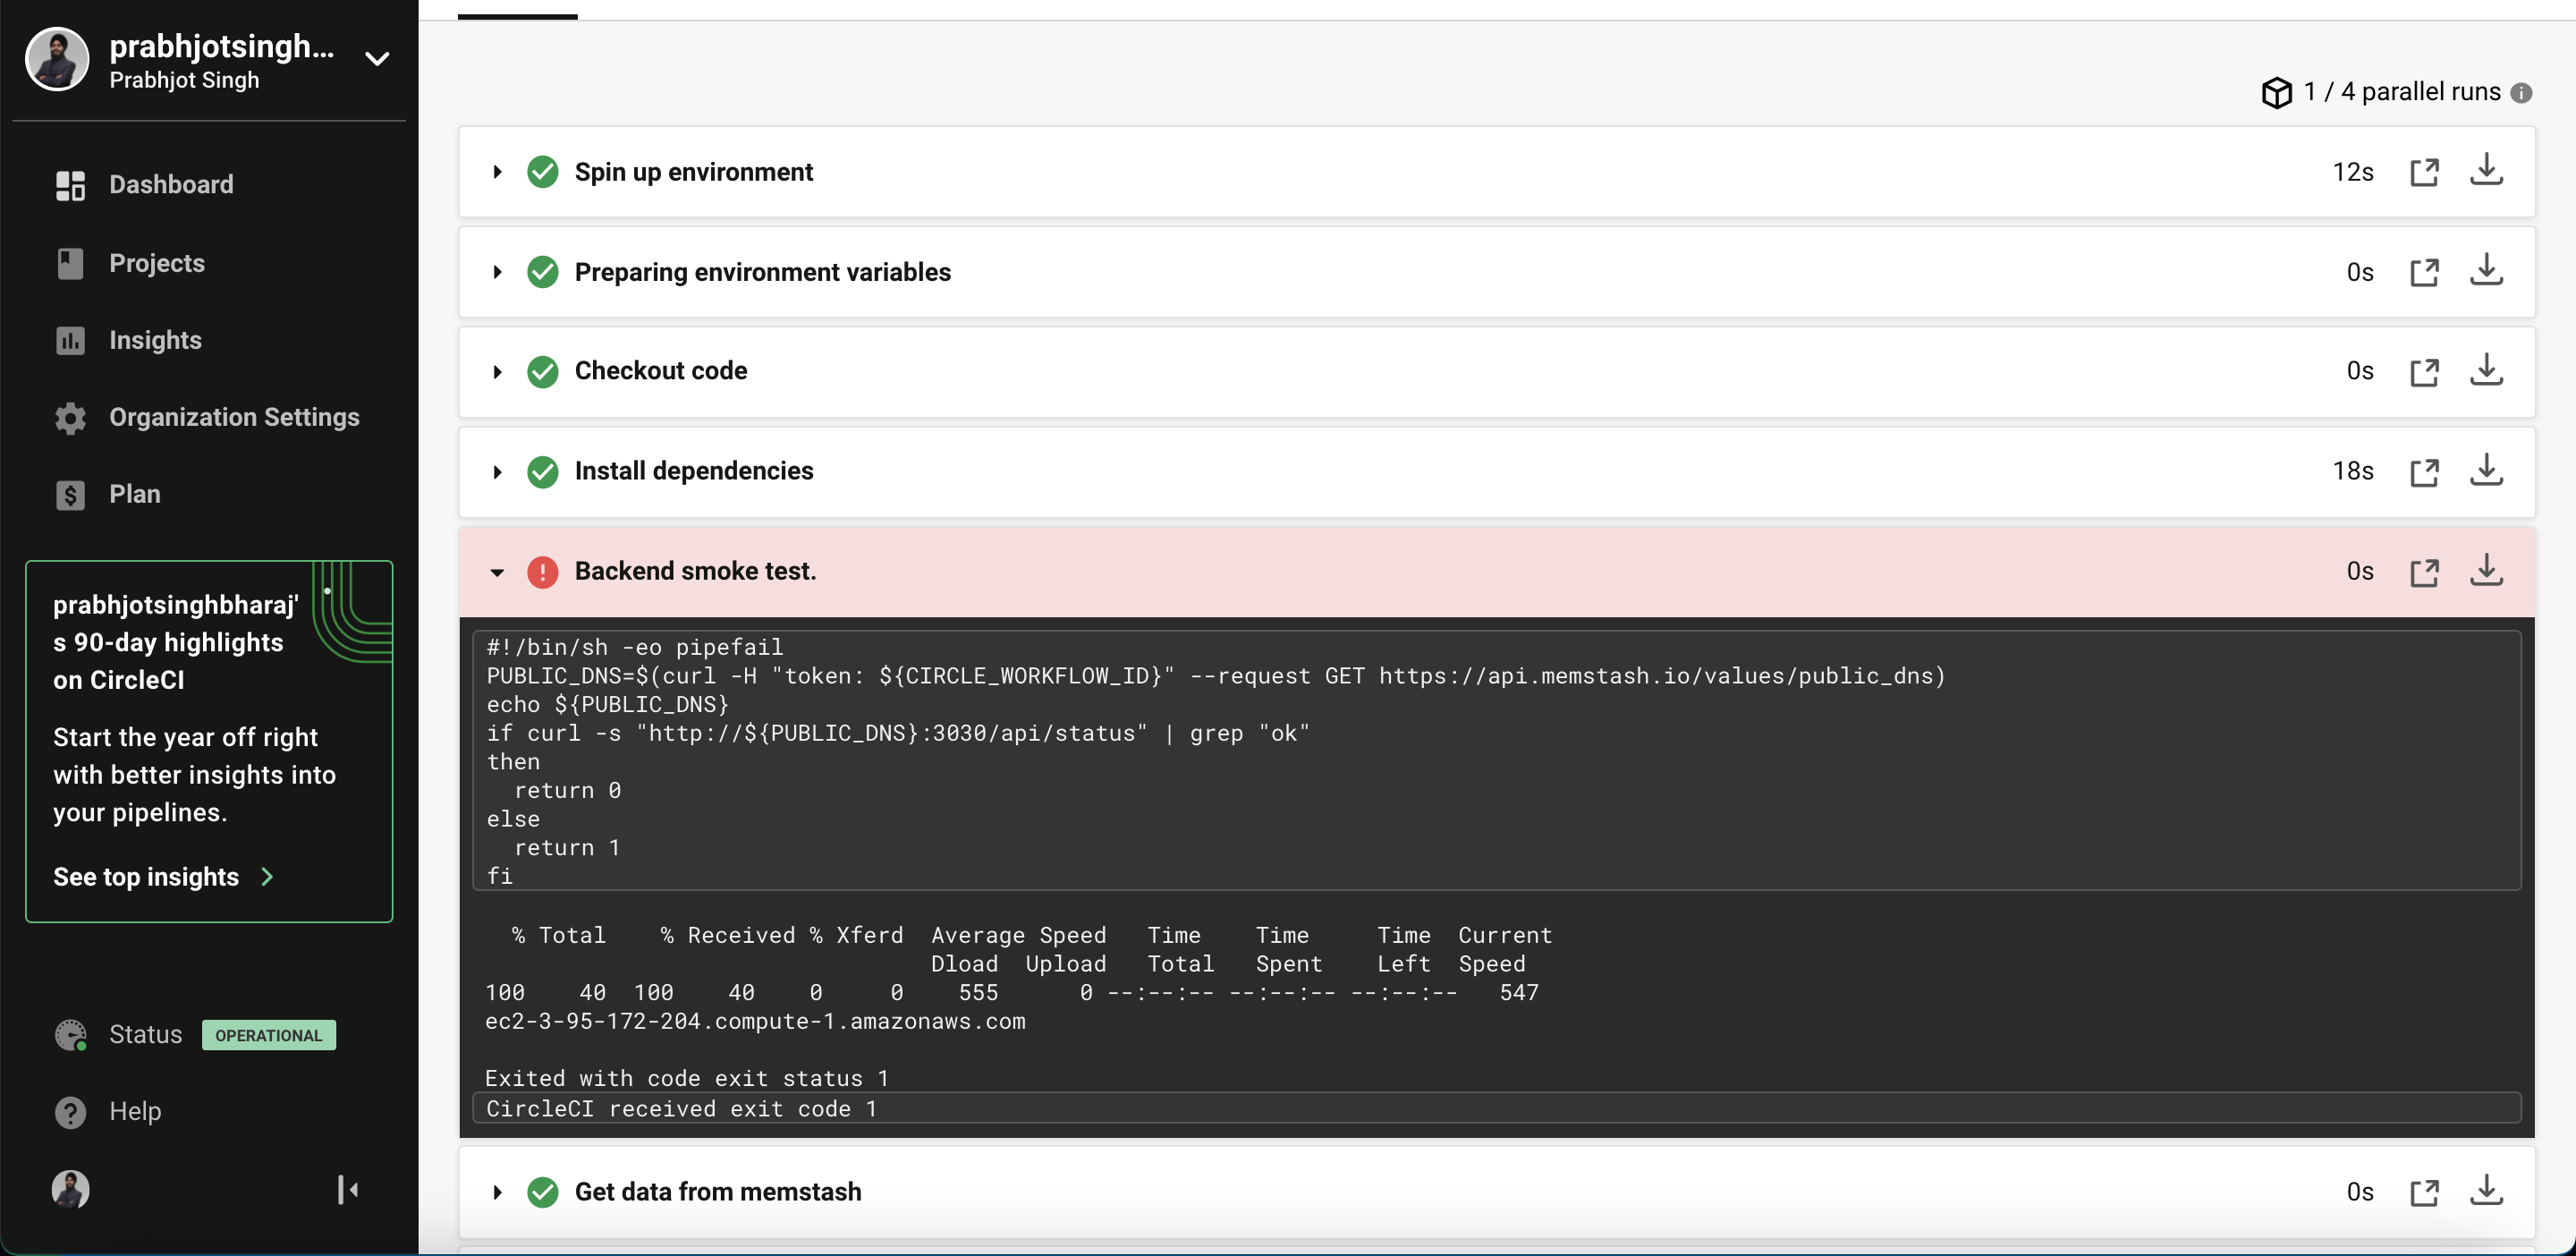 prabhjotsingh...
Prabhjot Singh
Dashboard
Projects
Insights
Organization Settings
Plan
prabhjotsinghbharaj'
s 90-day highlights
on CircleCI
Start the year off right
with better insights into
your pipelines.
See top insights
Status OPERATIONAL
Help
1 / 4 parallel runs
Spin up environment 12s
Preparing environment variables 0s
Checkout code 0s
Install dependencies 18s
Backend smoke test. 0s
#!/bin/sh -eo pipefail
PUBLIC_DNS=$(curl -H "token: ${CIRCLE_WORKFLOW_ID}" --request GET https://api.memstash.io/values/public_dns)
echo ${PUBLIC_DNS}
if curl -s "http://${PUBLIC_DNS}:3030/api/status" | grep "ok"
then
  return 0
else
  return 1
fi
  % Total    % Received % Xferd  Average Speed   Time    Time     Time  Current
                                 Dload  Upload   Total   Spent    Left  Speed
100    40  100    40    0     0    555      0 --:--:-- --:--:-- --:--:--   547
ec2-3-95-172-204.compute-1.amazonaws.com
Exited with code exit status 1
CircleCI received exit code 1
Get data from memstash 0s